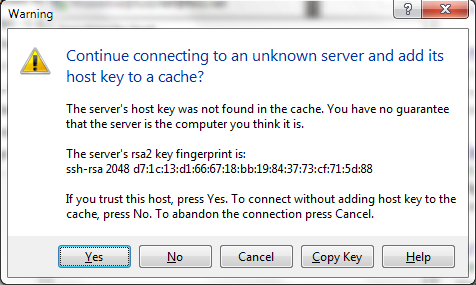 Warning
Continue connecting to an unknown server and add its
host key to a cache?
The server's host key was not found in the cache. You have no guarantee
that the server is the computer you think it is.
The server's rsa2 key fingerprint is:
ssh-rsa 2048 d7:1c:13:d1:66:67:18:bb:19:84:37:73:cf:71:5d:88
If you trust this host, press Yes. To connect without adding host key to the
cache, press No. To abandon the connection press Cancel.
Yes No Cancel Copy Key Help